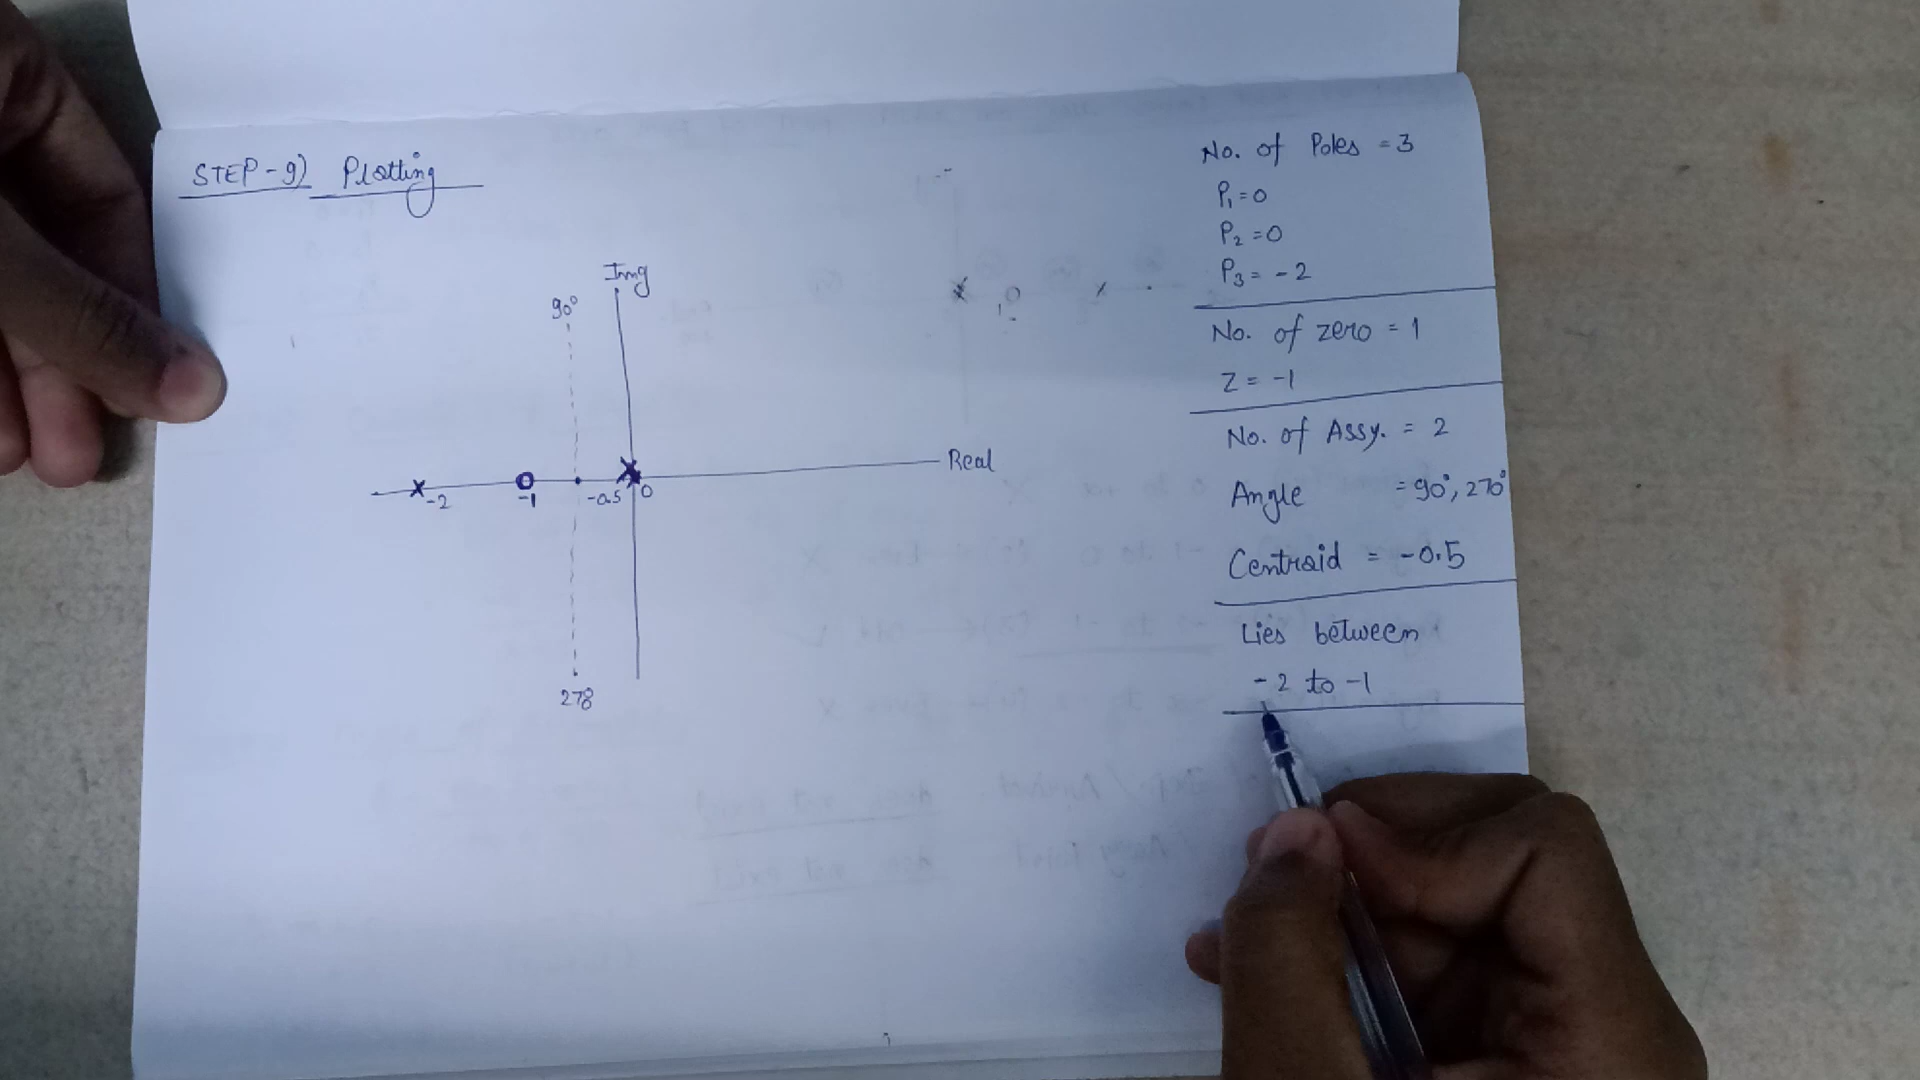 STEP-9) Plotting
Img
90°
Real
-2
-1
-0.5
0
278
No. of Poles = 3
P1 = 0
P2 = 0
P3 = -2
No. of zero = 1
Z = -1
No. of Assy. = 2
Angle = 90°, 270°
Centroid = -0.5
Lies between
-2 to -1